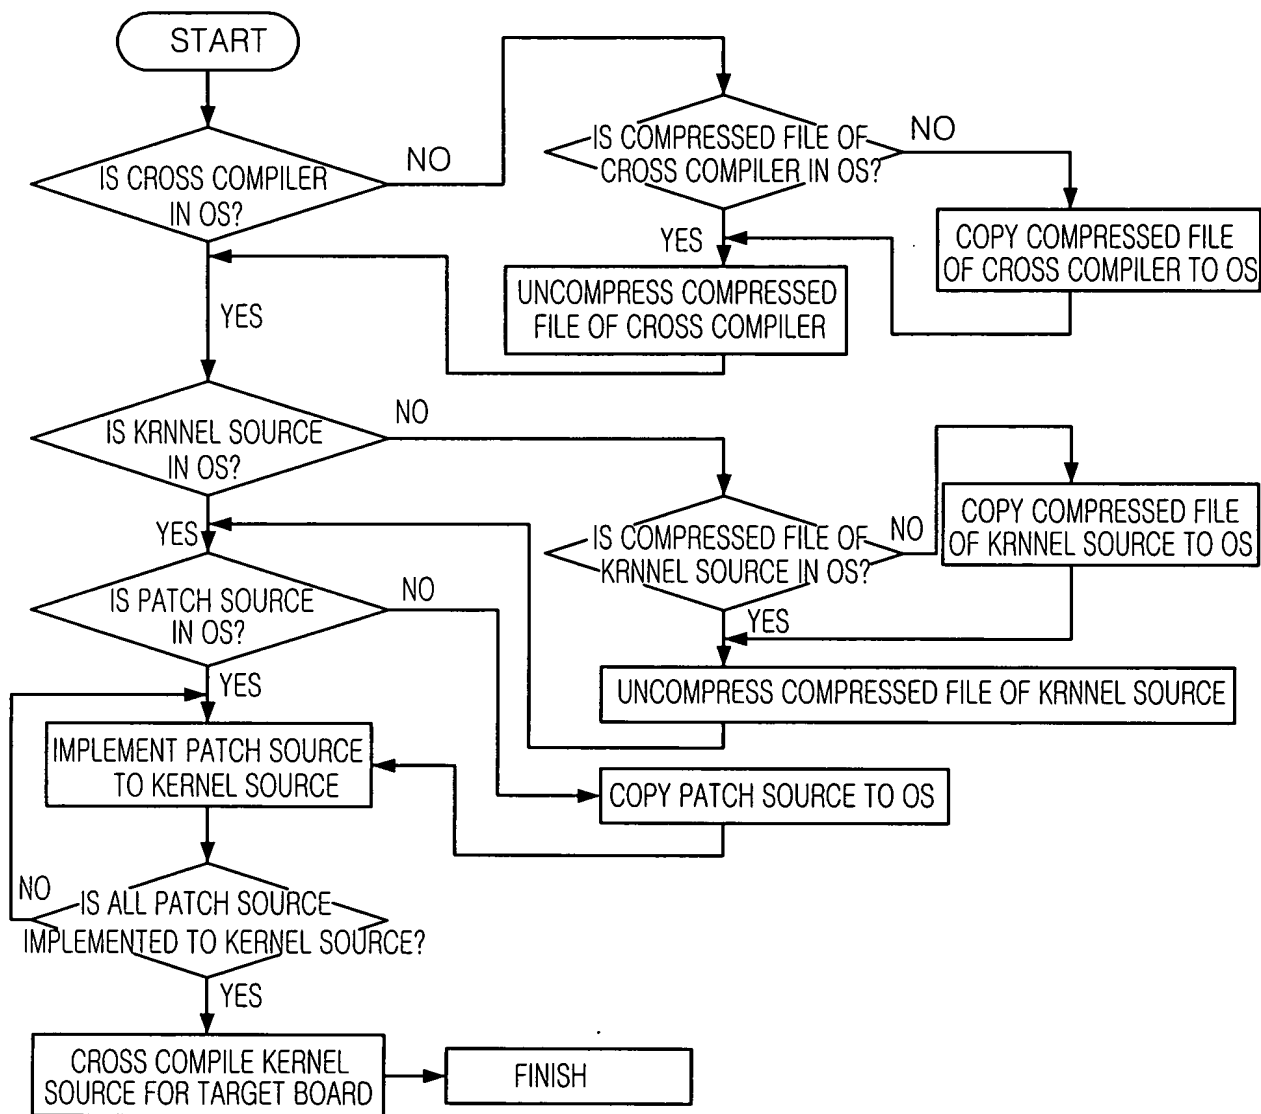 START
IS CROSS COMPILER
IN OS?
NO
IS COMPRESSED FILE OF
CROSS COMPILER IN OS?
NO
COPY COMPRESSED FILE
OF CROSS COMPILER TO OS
YES
UNCOMPRESS COMPRESSED
FILE OF CROSS COMPILER
YES
IS KRNNEL SOURCE
IN OS?
NO
IS COMPRESSED FILE OF
KRNNEL SOURCE IN OS?
NO
COPY COMPRESSED FILE
OF KRNNEL SOURCE TO OS
YES
UNCOMPRESS COMPRESSED FILE OF KRNNEL SOURCE
YES
IS PATCH SOURCE
IN OS?
NO
COPY PATCH SOURCE TO OS
YES
IMPLEMENT PATCH SOURCE
TO KERNEL SOURCE
NO
IS ALL PATCH SOURCE
IMPLEMENTED TO KERNEL SOURCE?
YES
CROSS COMPILE KERNEL
SOURCE FOR TARGET BOARD
FINISH